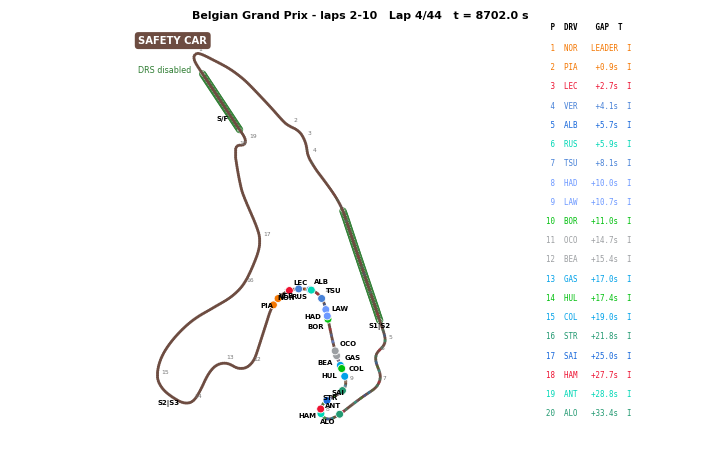 Belgian Grand Prix - laps 2-10 Lap 4/44 t = 8702.0 s
SAFETY CAR
DRS disabled
P DRV GAP T
1 NOR LEADER I
2 PIA +0.9s I
3 LEC +2.7s I
4 VER +4.1s I
5 ALB +5.7s I
6 RUS +5.9s I
7 TSU +8.1s I
8 HAD +10.0s I
9 LAW +10.7s I
10 BOR +11.0s I
11 OCO +14.7s I
12 BEA +15.4s I
13 GAS +17.0s I
14 HUL +17.4s I
15 COL +19.0s I
16 STR +21.8s I
17 SAI +25.0s I
18 HAM +27.7s I
19 ANT +28.8s I
20 ALO +33.4s I
S/F
19
2
3
4
17
16
LEC
ALB
RUS
TSU
NOR
PIA
LAW
HAD
BOR
S1|S2
5
OCO
GAS
BEA
COL
HUL
9
7
13
12
15
S2|S3
SAI
STR
ANT
HAM
ALO